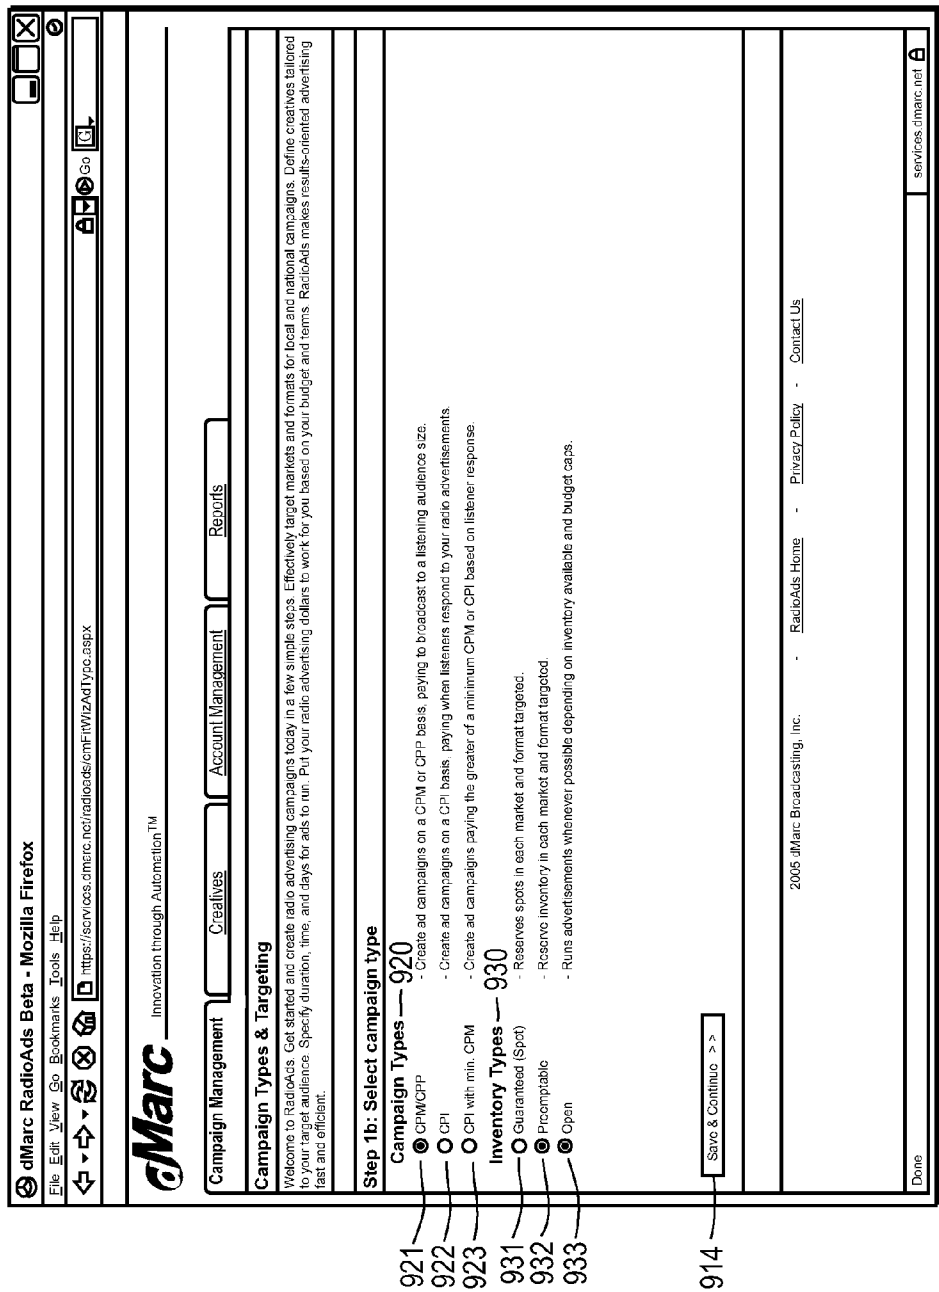 dMarc RadioAds Beta - Mozilla Firefox
File Edit View Go Bookmarks Tools Help
https://services.dmarc.net/radioads/cmFitWizAdType.aspx
Go
G
dMarc Innovation through Automation™
Campaign Management Creatives Account Management Reports
Campaign Types & Targeting
Welcome to RadioAds. Get started and create radio advertising campaigns today in a few simple steps. Effectively target markets and formats for local and national campaigns. Define creatives tailored
to your target audience. Specify duration, time, and days for ads to run. Put your radio advertising dollars to work for you based on your budget and terms. RadioAds makes results-oriented advertising
fast and efficient.
Step 1b: Select campaign type
Campaign Types 920
921 CPM/CPP - Create ad campaigns on a CPM or CPP basis, paying to broadcast to a listening audience size.
922 CPI - Create ad campaigns on a CPI basis, paying when listeners respond to your radio advertisements.
923 CPI with min. CPM - Create ad campaigns paying the greater of a minimum CPM or CPI based on listener response.
Inventory Types 930
931 Guaranteed (Spot) - Reserves spots in each market and format targeted.
932 Preemptable - Reserve inventory in each market and format targeted.
933 Open - Runs advertisements whenever possible depending on inventory available and budget caps.
914 Save & Continue >>
2005 dMarc Broadcasting, Inc. - RadioAds Home - Privacy Policy - Contact Us
Done services.dmarc.net